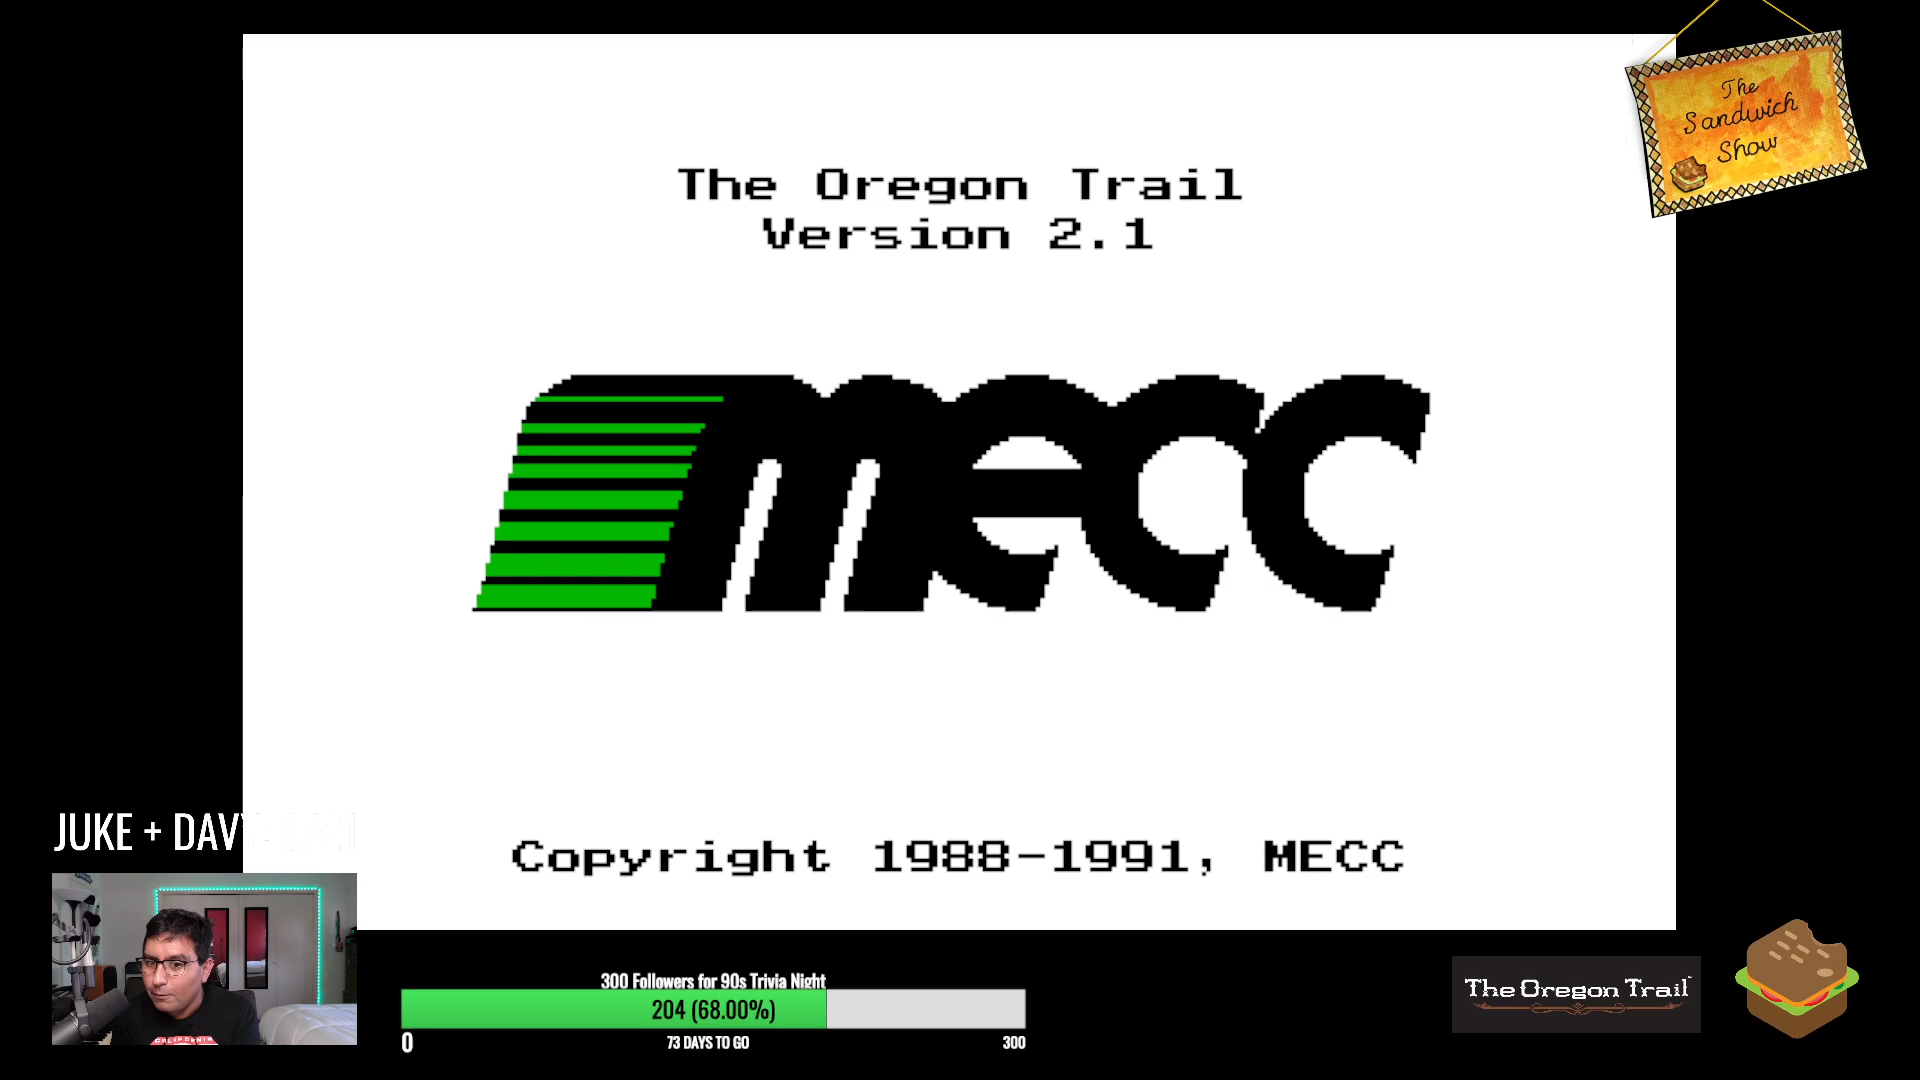 The Oregon Trail
Version 2.1
The
Sandwich
Show
mecc
Copyright 1988-1991, MECC
JUKE + DAV
CALIFORNIA
300 Followers for 90s Trivia Night
204 (68.00%)
0
73 DAYS TO GO
300
The Oregon Trail